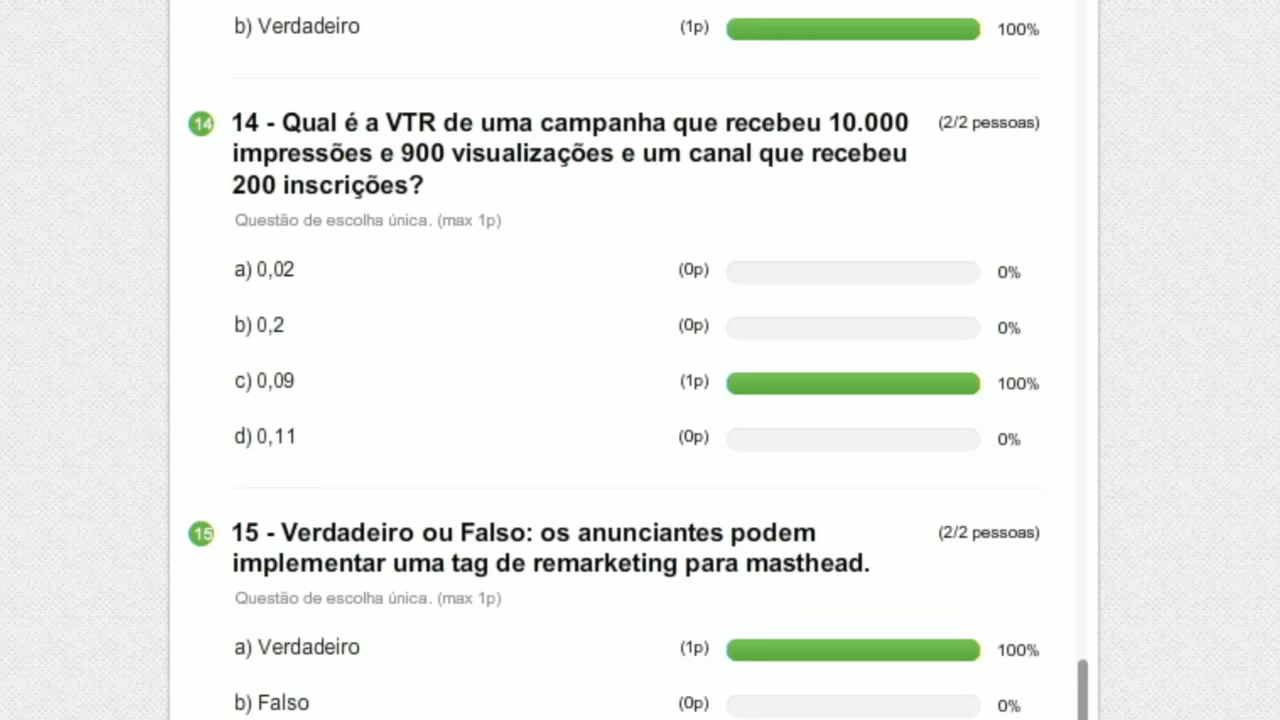 b) Verdadeiro (1p) 100%
14 14 - Qual é a VTR de uma campanha que recebeu 10.000 (2/2 pessoas)
impressões e 900 visualizações e um canal que recebeu
200 inscrições?
Questão de escolha única. (max 1p)
a) 0,02 (0p) 0%
b) 0,2 (0p) 0%
c) 0,09 (1p) 100%
d) 0,11 (0p) 0%
15 15 - Verdadeiro ou Falso: os anunciantes podem (2/2 pessoas)
implementar uma tag de remarketing para masthead.
Questão de escolha única. (max 1p)
a) Verdadeiro (1p) 100%
b) Falso (0p) 0%